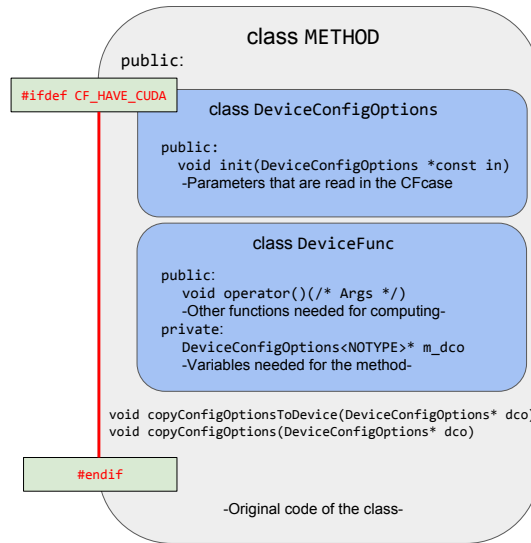 class METHOD
public:
#ifdef CF_HAVE_CUDA
class DeviceConfigOptions
public:
void init(DeviceConfigOptions *const in)
-Parameters that are read in the CFcase
class DeviceFunc
public:
void operator()(/* Args */)
-Other functions needed for computing-
private:
DeviceConfigOptions<NOTYPE>* m_dco
-Variables needed for the method-
void copyConfigOptionsToDevice(DeviceConfigOptions* dco)
void copyConfigOptions(DeviceConfigOptions* dco)
#endif
-Original code of the class-